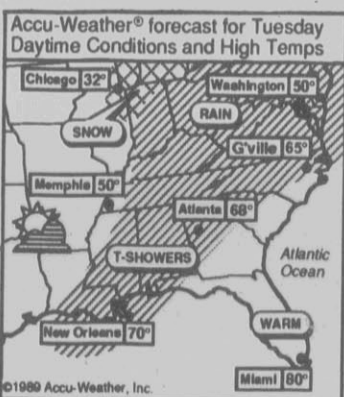 Accu-Weather® forecast for Tuesday
Daytime Conditions and High Temps
Chicago 32°
Washington 50°
RAIN
SNOW
G'ville 65°
Memphis 50°
Atlanta 68°
T-SHOWERS
Atlantic
Ocean
WARM
New Orleans 70°
Miami 80°
©1989 Accu-Weather, Inc.